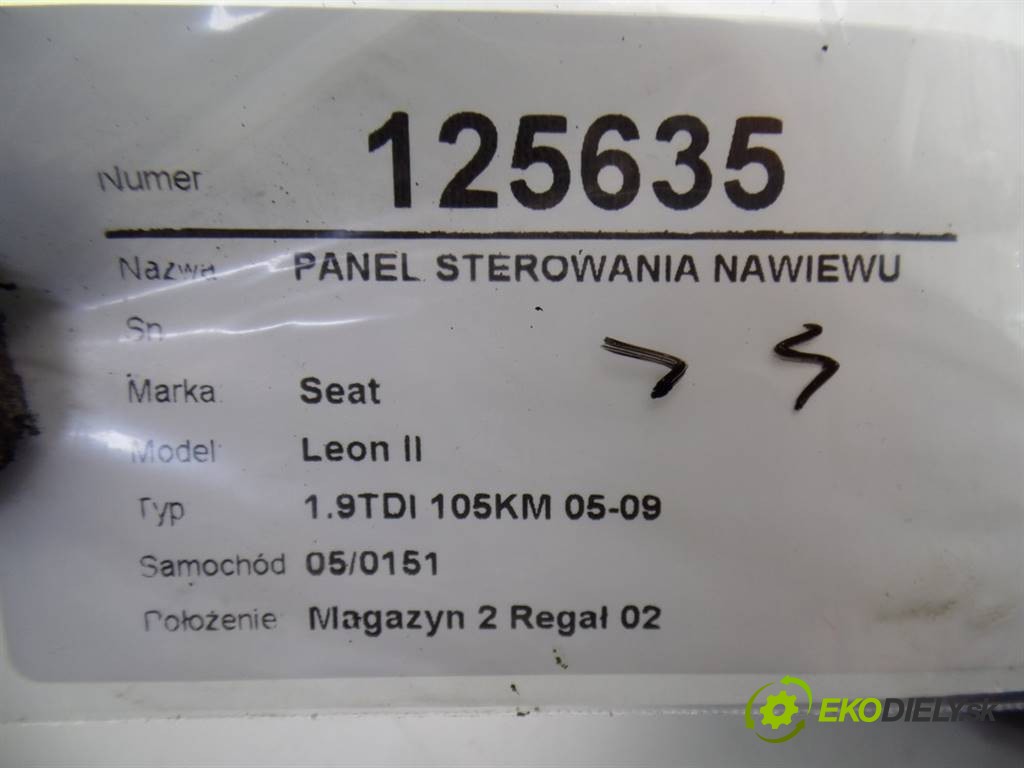 Numer 125635
Nazwa PANEL STEROWANIA NAWIEWU
Sn
Marka Seat
Model Leon II
Typ 1.9TDI 105KM 05-09
Samochód 05/0151
Położenie Magazyn 2 Regał 02
EKODIELY.SK